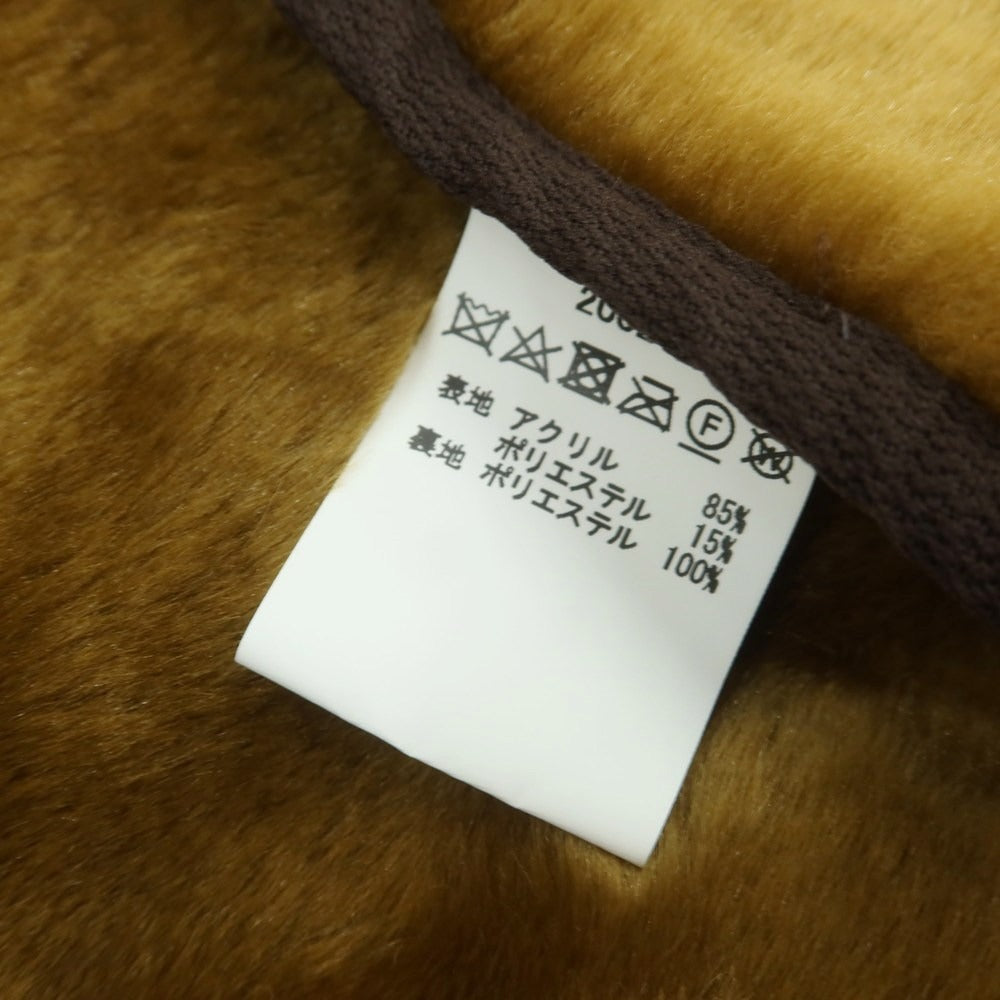 F W
表地 アクリル 85%
ポリエステル 15%
裏地 ポリエステル 100%